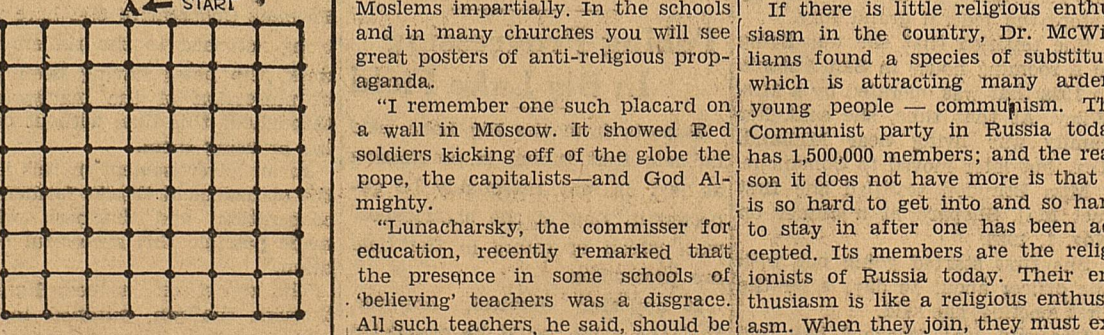 A ← START
Moslems impartially. In the schools
and in many churches you will see
great posters of anti-religious prop-
aganda.
"I remember one such placard on
a wall in Moscow. It showed Red
soldiers kicking off of the globe the
pope, the capitalists—and God Al-
mighty.
"Lunacharsky, the commisser for
education, recently remarked that
the presqnce in some schools of
'believing' teachers was a disgrace.
All such teachers, he said, should be
If there is little religious enthu
siasm in the country, Dr. McWi
liams found a species of substitu
which is attracting many arde
young people — communism. Th
Communist party in Russia toda
has 1,500,000 members; and the rea
son it does not have more is that
is so hard to get into and so har
to stay in after one has been ac
cepted. Its members are the relig
ionists of Russia today. Their en
thusiasm is like a religious enthus
asm. When they join, they must ex